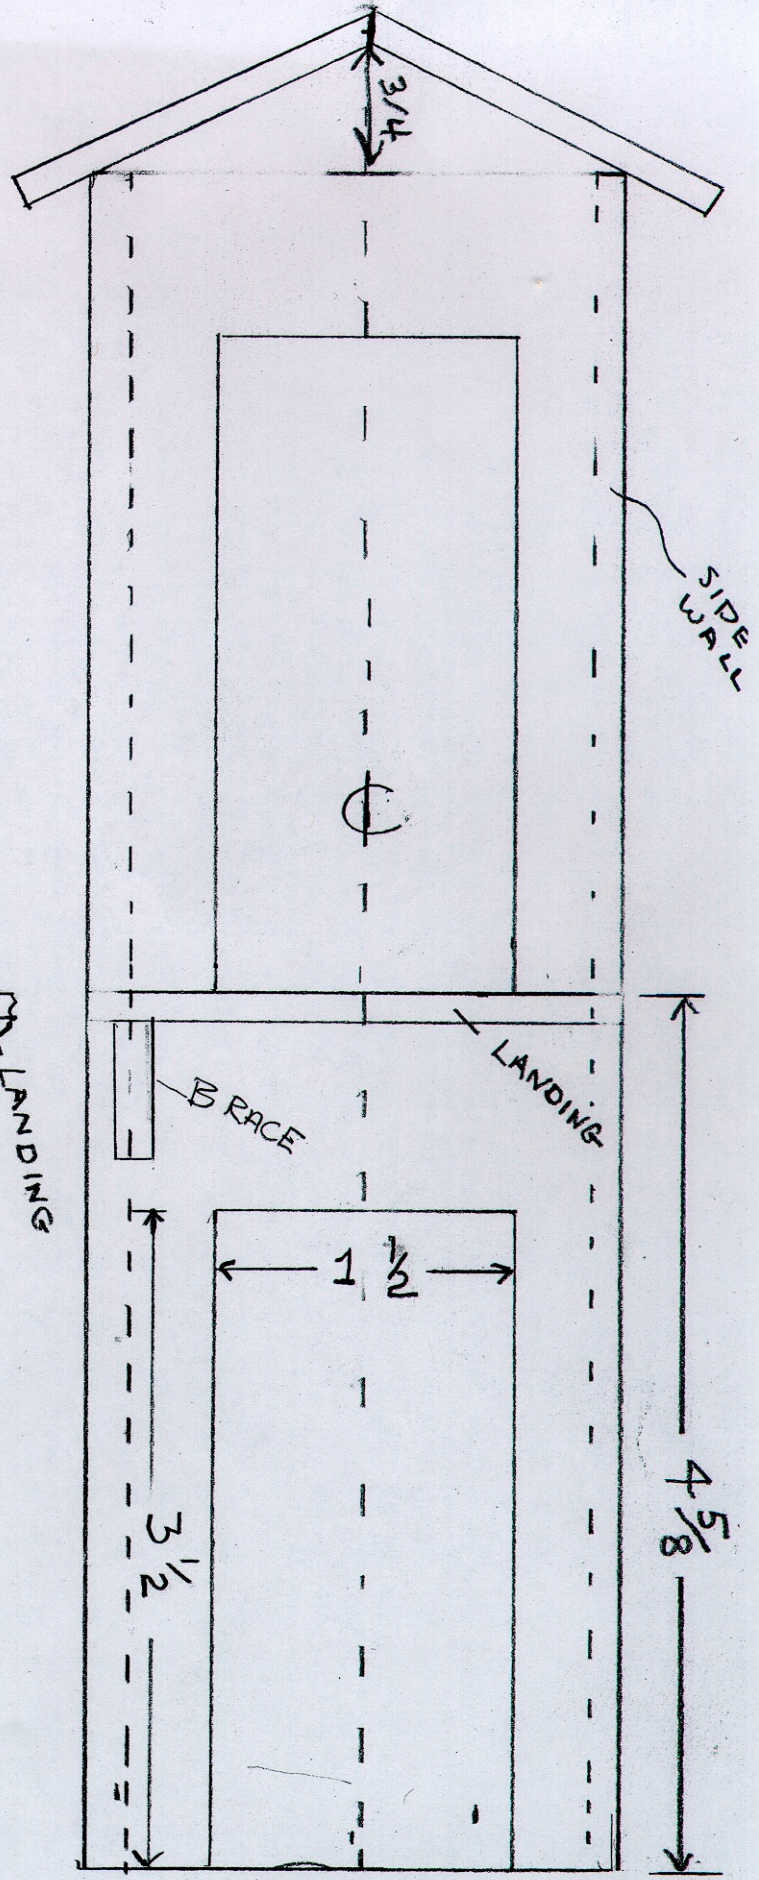 3/4
SIDE
WALL
℄
LANDING
BRACE
LANDING
1 1/2
3 1/2
4 5/8